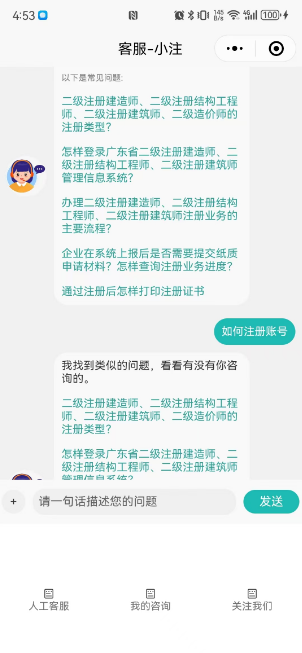 4:53
145
B/s
4G
100
客服-小注
以下是常见问题:
二级注册建造师、二级注册结构工程
师、二级注册建筑师、二级造价师的
注册类型?
怎样登录广东省二级注册建造师、二
级注册结构工程师、二级注册建筑师
管理信息系统?
办理二级注册建造师、二级注册结构
工程师、二级注册建筑师注册业务的
主要流程?
企业在系统上报后是否需要提交纸质
申请材料? 怎样查询注册业务进度?
通过注册后怎样打印注册证书
如何注册账号
我找到类似的问题，看看有没有你咨
询的。
二级注册建造师、二级注册结构工程
师、二级注册建筑师、二级造价师的
注册类型?
怎样登录广东省二级注册建造师、二
级注册结构工程师、二级注册建筑师
管理信息系统?
+
请一句话描述您的问题
发送
人工客服
我的咨询
关注我们